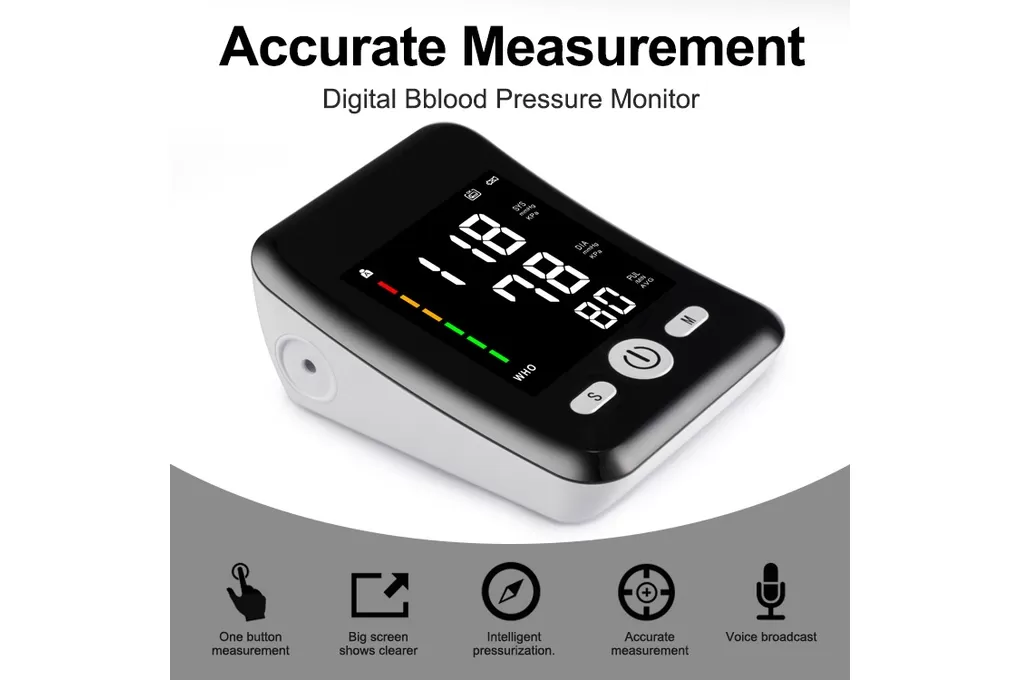 Accurate Measurement
Digital Bblood Pressure Monitor
118
SYS
mmHg
KPa
78
DIA
mmHg
KPa
80
PUL
/MIN
AVG
WHO
M
S
One button
measurement
Big screen
shows clearer
Intelligent
pressurization.
Accurate
measurement
Voice broadcast